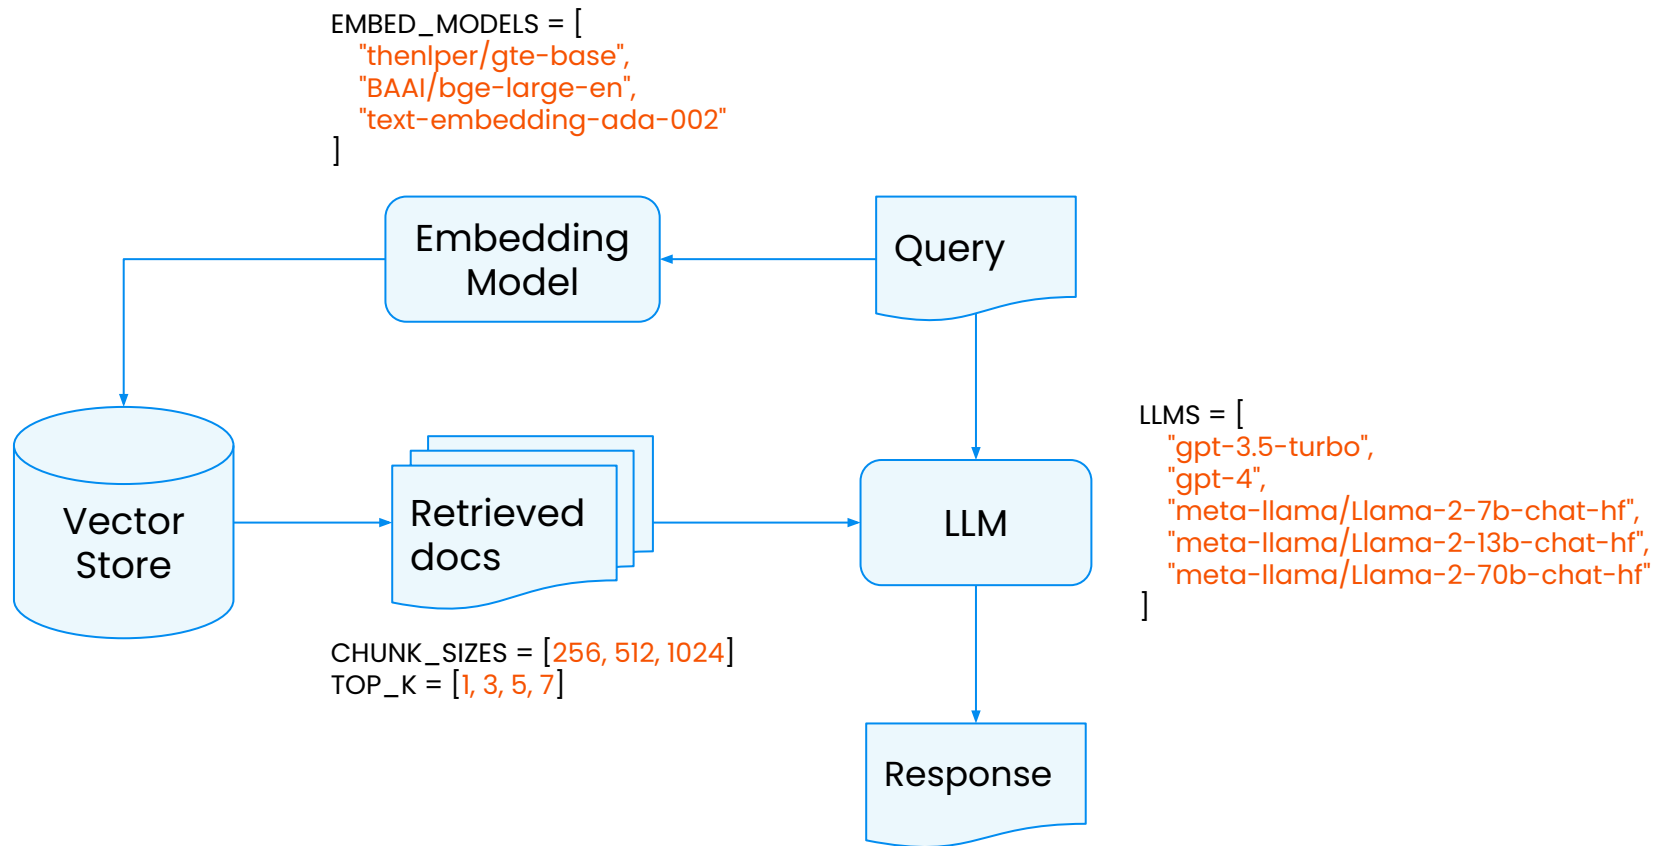 EMBED_MODELS = [
"thenlper/gte-base",
"BAAI/bge-large-en",
"text-embedding-ada-002"
]
Embedding
Model
Query
Vector
Store
Retrieved
docs
LLM
LLMS = [
"gpt-3.5-turbo",
"gpt-4",
"meta-llama/Llama-2-7b-chat-hf",
"meta-llama/Llama-2-13b-chat-hf",
"meta-llama/Llama-2-70b-chat-hf"
]
CHUNK_SIZES = [256, 512, 1024]
TOP_K = [1, 3, 5, 7]
Response